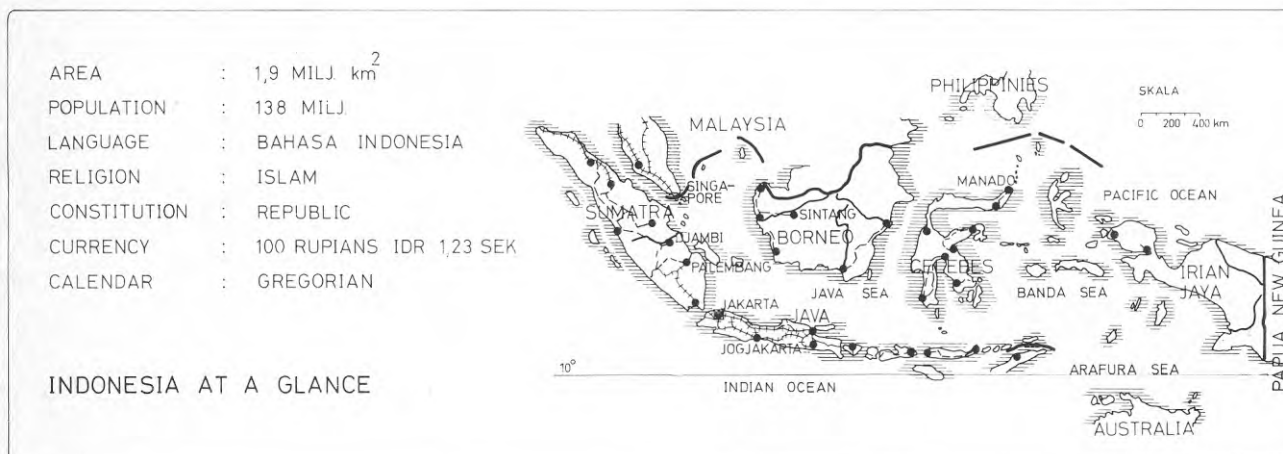 AREA : 1,9 MILJ. km2
POPULATION : 138 MILJ
LANGUAGE : BAHASA INDONESIA
RELIGION : ISLAM
CONSTITUTION : REPUBLIC
CURRENCY : 100 RUPIANS IDR 1,23 SEK
CALENDAR : GREGORIAN
INDONESIA AT A GLANCE
PHILIPPINIES
SKALA
0 200 400 km
MALAYSIA
SINGA-
PORE
SUMATRA
DJAMBI
PALEMBANG
JAKARTA
JAVA
JOGJAKARTA
SINTANG
BORNEO
JAVA SEA
MANADO
CELEBES
PACIFIC OCEAN
BANDA SEA
IRIAN
JAYA
PAPUA NEW GUINEA
10°
INDIAN OCEAN
ARAFURA SEA
AUSTRALIA